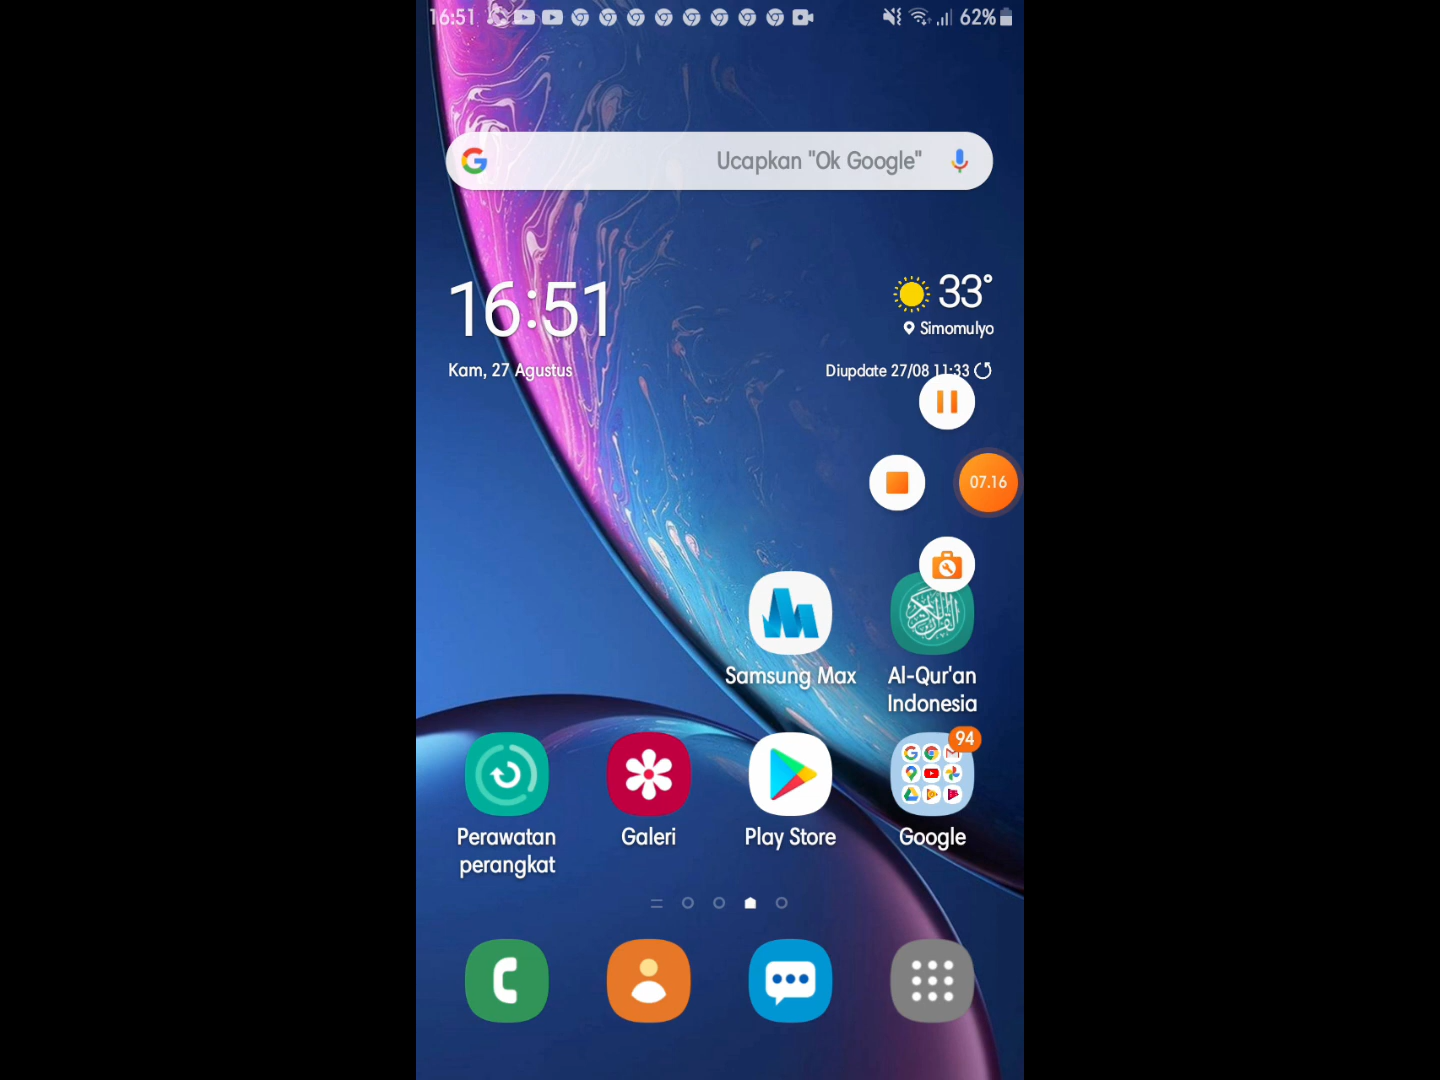 16:51
62%
Ucapkan "Ok Google"
16:51
33°
Simomulyo
Kam, 27 Agustus
Diupdate 27/08 11:33
07.16
Samsung Max
Al-Qur'an
Indonesia
94
Perawatan
perangkat
Galeri
Play Store
Google